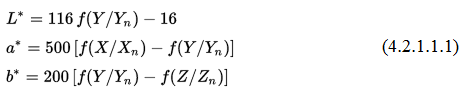 L* = 116 f(Y/Yₙ) − 16
a* = 500 [f(X/Xₙ) − f(Y/Yₙ)] (4.2.1.1.1)
b* = 200 [f(Y/Yₙ) − f(Z/Zₙ)]